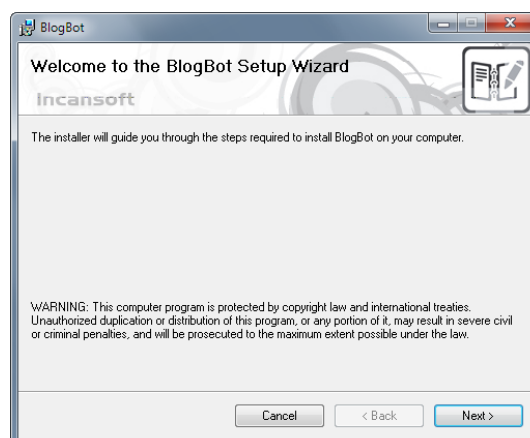 BlogBot
Welcome to the BlogBot Setup Wizard
Incansoft
The installer will guide you through the steps required to install BlogBot on your computer.
WARNING: This computer program is protected by copyright law and international treaties.
Unauthorized duplication or distribution of this program, or any portion of it, may result in severe civil
or criminal penalties, and will be prosecuted to the maximum extent possible under the law.
Cancel
< Back
Next >